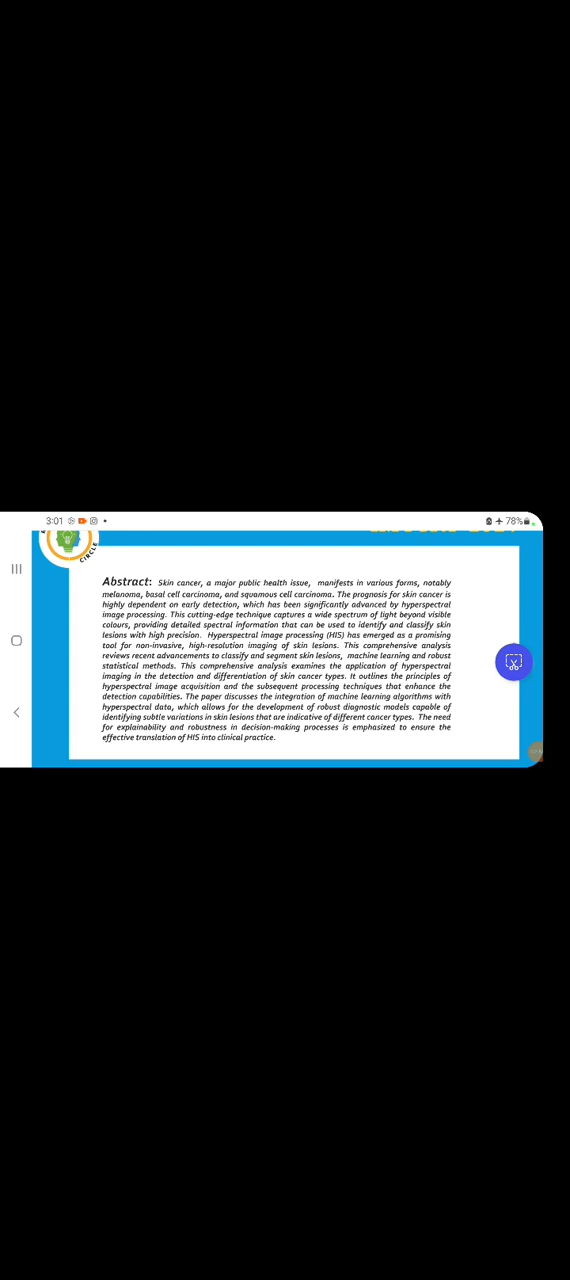 3:01
78%
CIRCLE
Abstract: Skin cancer, a major public health issue, manifests in various forms, notably
melanoma, basal cell carcinoma, and squamous cell carcinoma. The prognosis for skin cancer is
highly dependent on early detection, which has been significantly advanced by hyperspectral
image processing. This cutting-edge technique captures a wide spectrum of light beyond visible
colours, providing detailed spectral information that can be used to identify and classify skin
lesions with high precision. Hyperspectral image processing (HIS) has emerged as a promising
tool for non-invasive, high-resolution imaging of skin lesions. This comprehensive analysis
reviews recent advancements to classify and segment skin lesions, machine learning and robust
statistical methods. This comprehensive analysis examines the application of hyperspectral
imaging in the detection and differentiation of skin cancer types. It outlines the principles of
hyperspectral image acquisition and the subsequent processing techniques that enhance the
detection capabilities. The paper discusses the integration of machine learning algorithms with
hyperspectral data, which allows for the development of robust diagnostic models capable of
identifying subtle variations in skin lesions that are indicative of different cancer types. The need
for explainability and robustness in decision-making processes is emphasized to ensure the
effective translation of HIS into clinical practice.